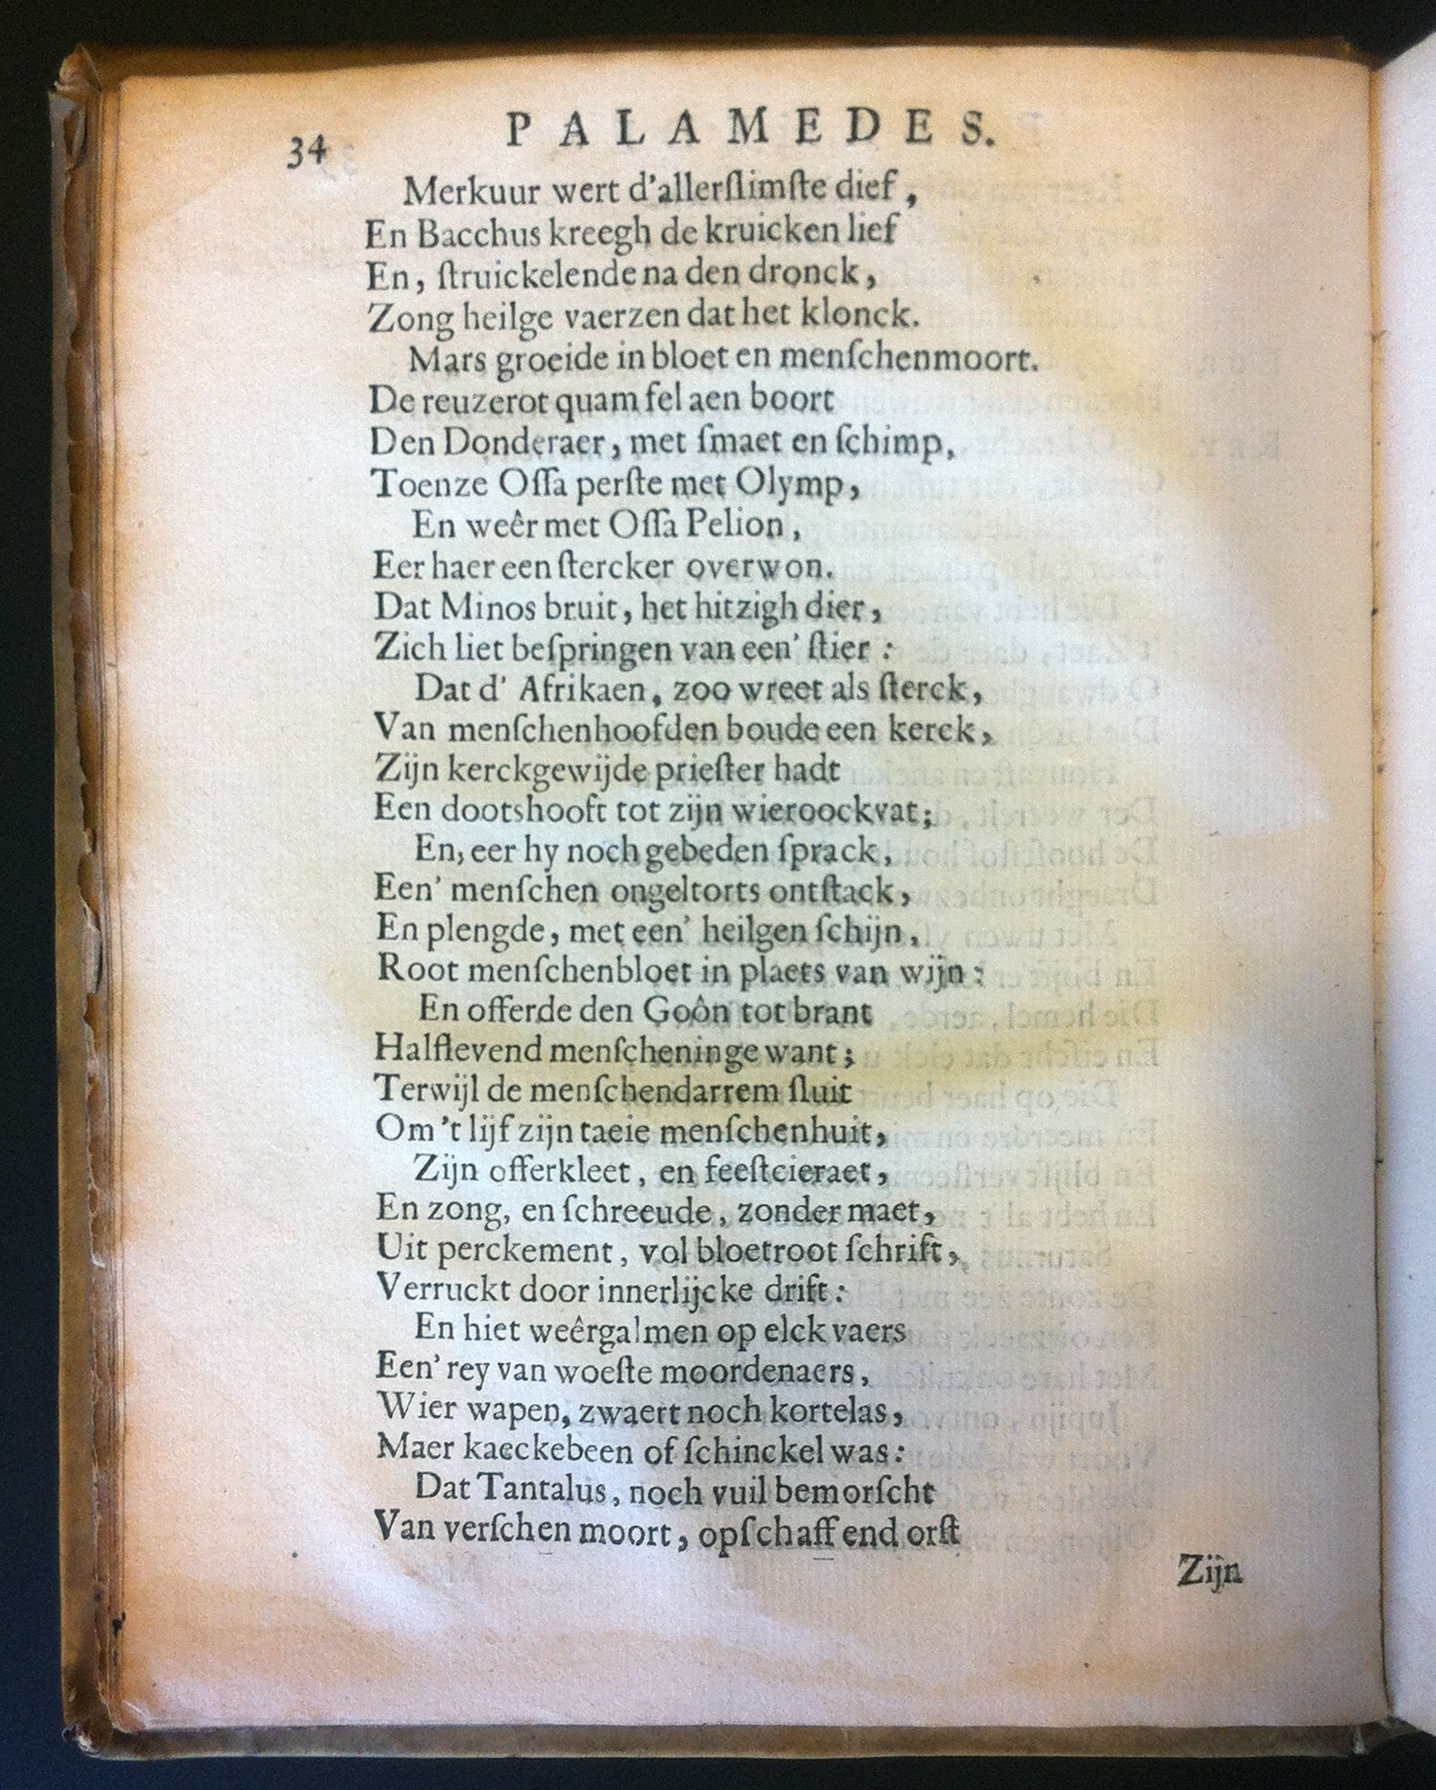 34
PALAMEDES.
Merkuur wert d'allerſlimſte dief,
En Bacchus kreegh de kruicken lief
En, ſtruickelende na den dronck,
Zong heilge vaerzen dat het klonck.
Mars groeide in bloet en menſchenmoort.
De reuzerot quam fel aen boort
Den Donderaer, met ſmaet en ſchimp,
Toenze Oſſa perſte met Olymp,
En weêr met Oſſa Pelion,
Eer haer een ſtercker overwon.
Dat Minos bruit, het hitzigh dier,
Zich liet beſpringen van een' ſtier:
Dat d' Afrikaen, zoo wreet als ſterck,
Van menſchenhoofden boude een kerck,
Zijn kerckgewijde prieſter hadt
Een dootshooft tot zijn wieroockvat;
En, eer hy noch gebeden ſprack,
Een' menſchen ongeltorts ontſtack,
En plengde, met een' heilgen ſchijn,
Root menſchenbloet in plaets van wijn:
En offerde den Goôn tot brant
Halflevend menſcheningewant;
Terwijl de menſchendarrem ſluit
Om 't lijf zijn taeie menſchenhuit,
Zijn offerkleet, en feeſtcieraet,
En zong, en ſchreeude, zonder maet,
Uit perckement, vol bloetroot ſchrift,
Verruckt door innerlijcke drift:
En hiet weêrgalmen op elck vaers
Een' rey van woeſte moordenaers,
Wier wapen, zwaert noch kortelas,
Maer kaeckebeen of ſchinckel was:
Dat Tantalus, noch vuil bemorſcht
Van verſchen moort, opſchaffend orſt
Zijn